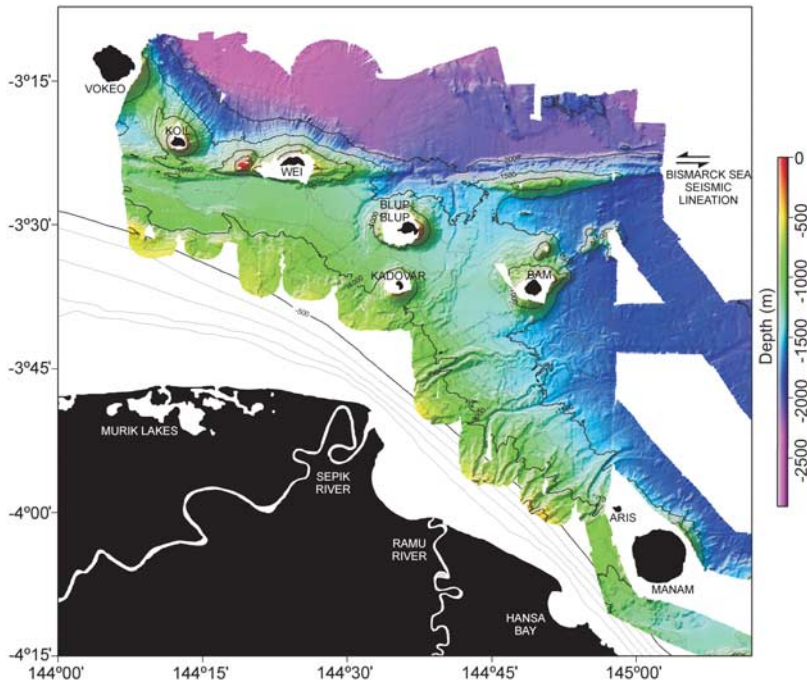 -3°15'
-3°30'
-3°45'
-4°00'
-4°15'
144°00'
144°15'
144°30'
144°45'
145°00'
VOKEO
KOIL
WEI
BLUP
BLUP
KADOVAR
BAM
BISMARCK SEA
SEISMIC
LINEATION
-500
MURIK LAKES
SEPIK
RIVER
RAMU
RIVER
HANSA
BAY
ARIS
MANAM
Depth (m)
0
-500
-1000
-1500
-2000
-2500